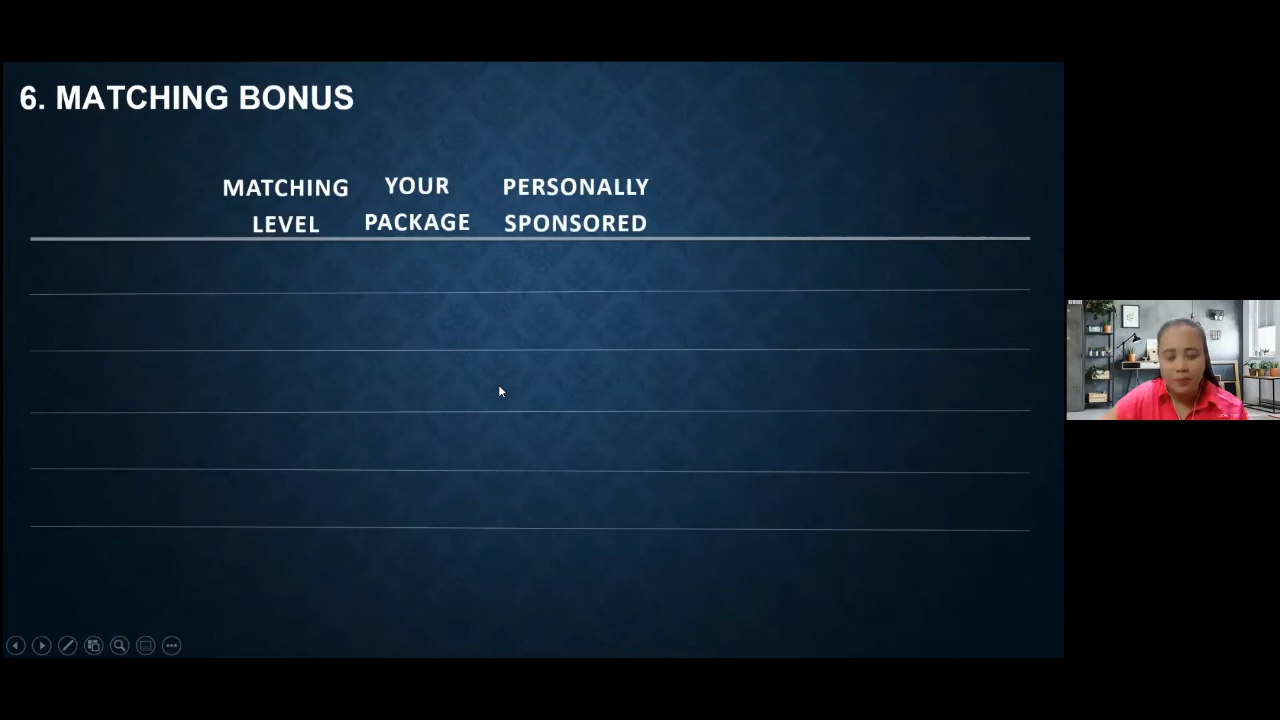 6. MATCHING BONUS
MATCHING
LEVEL
YOUR
PACKAGE
PERSONALLY
SPONSORED